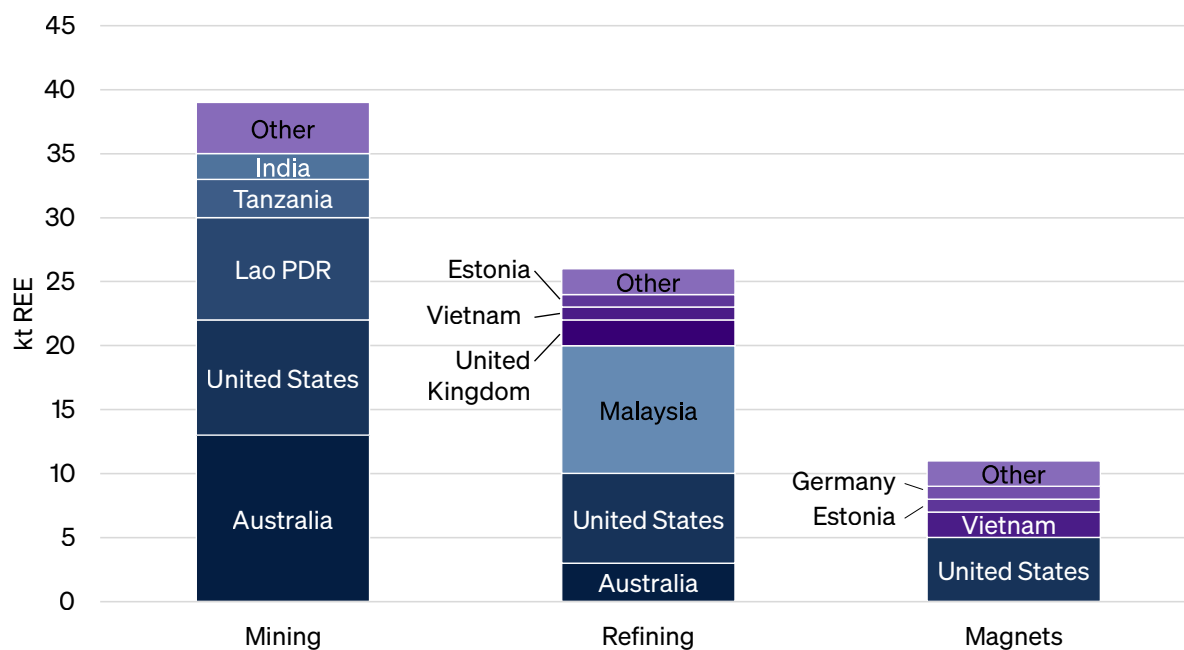 45
40
35
30
25
20
15
10
5
0
kt REE
Other
India
Tanzania
Lao PDR
United States
Australia
Mining
Estonia
Vietnam
United
Kingdom
Other
Malaysia
United States
Australia
Refining
Germany
Estonia
Other
Vietnam
United States
Magnets